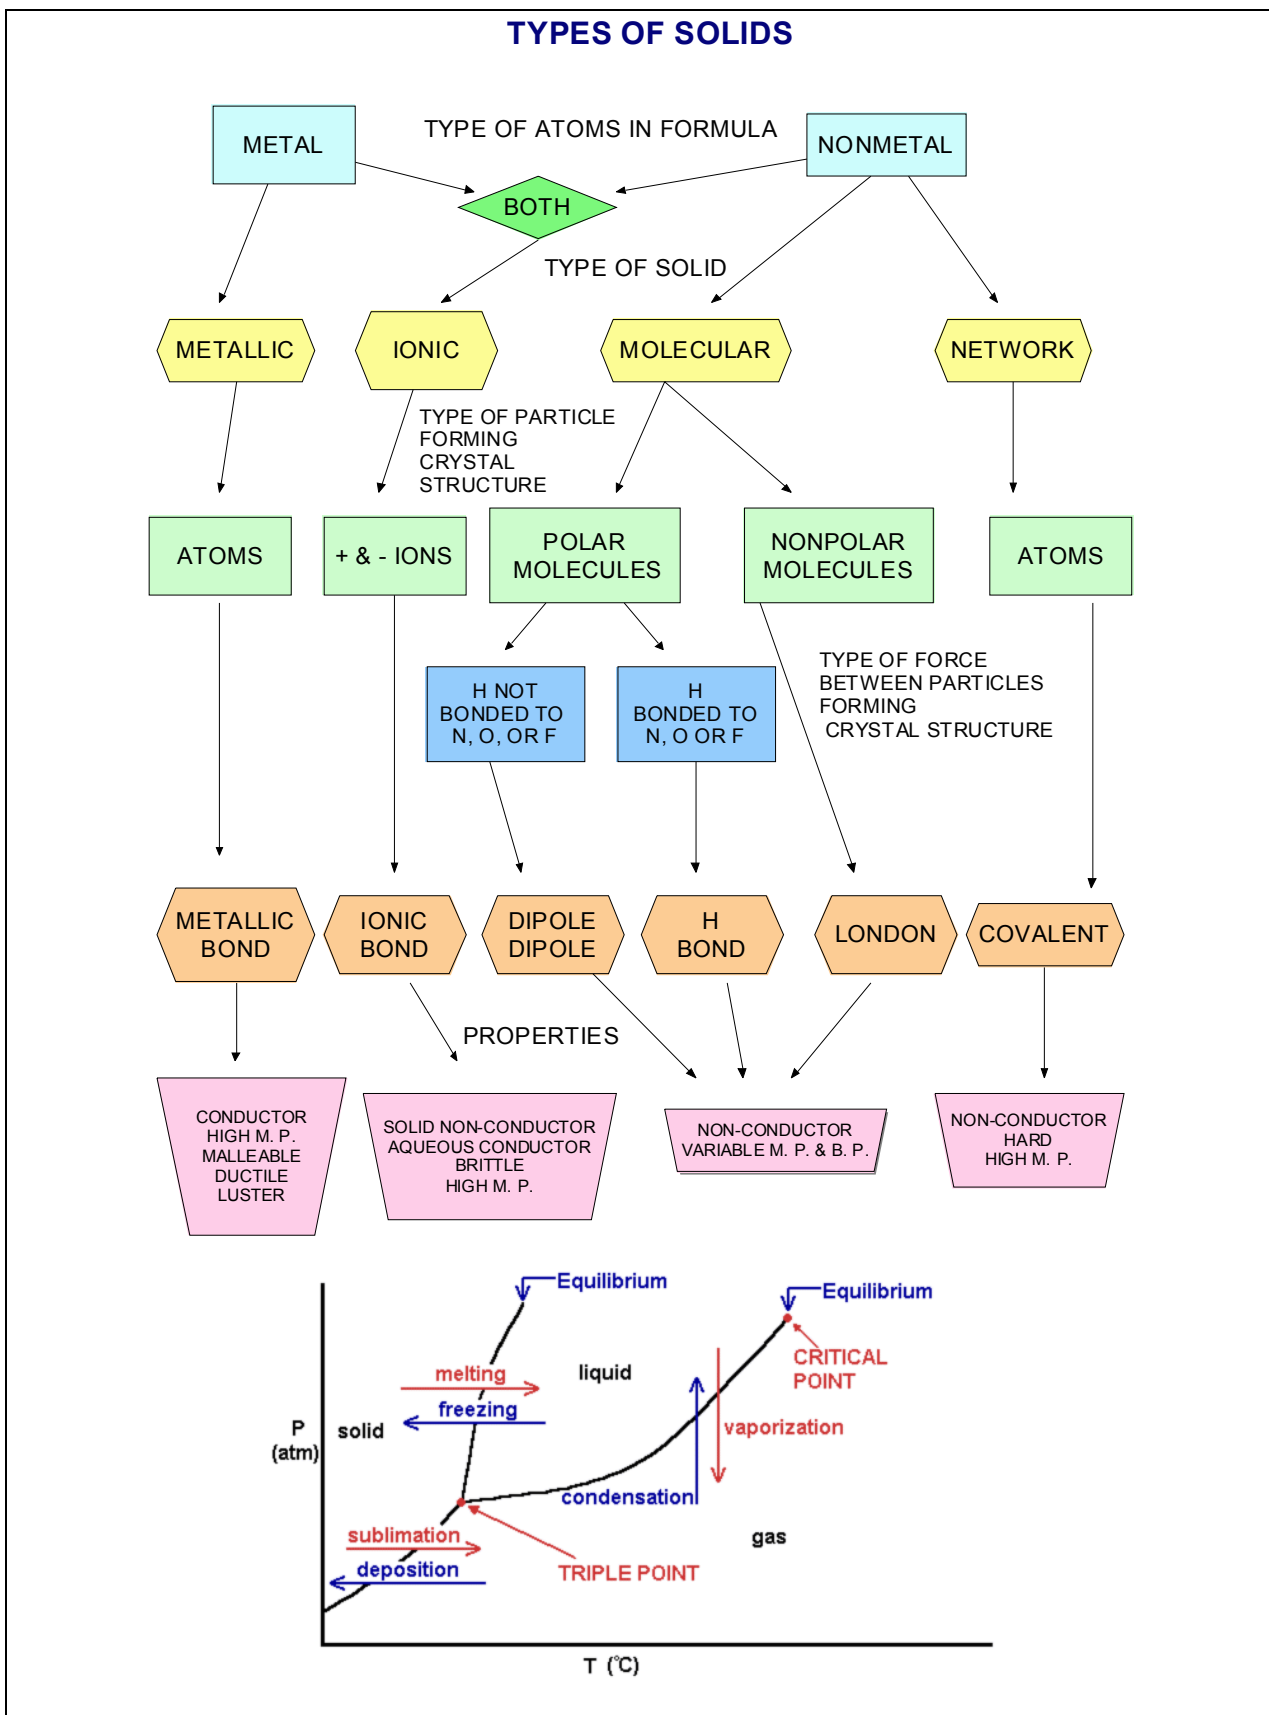 TYPES OF SOLIDS
TYPE OF ATOMS IN FORMULA
METAL
NONMETAL
BOTH
TYPE OF SOLID
METALLIC
IONIC
MOLECULAR
NETWORK
TYPE OF PARTICLE
FORMING
CRYSTAL
STRUCTURE
ATOMS
+ & - IONS
POLAR
MOLECULES
NONPOLAR
MOLECULES
ATOMS
H NOT
BONDED TO
N, O, OR F
H
BONDED TO
N, O OR F
TYPE OF FORCE
BETWEEN PARTICLES
FORMING
CRYSTAL STRUCTURE
METALLIC
BOND
IONIC
BOND
DIPOLE
DIPOLE
H
BOND
LONDON
COVALENT
PROPERTIES
CONDUCTOR
HIGH M. P.
MALLEABLE
DUCTILE
LUSTER
SOLID NON-CONDUCTOR
AQUEOUS CONDUCTOR
BRITTLE
HIGH M. P.
NON-CONDUCTOR
VARIABLE M. P. & B. P.
NON-CONDUCTOR
HARD
HIGH M. P.
Equilibrium
Equilibrium
CRITICAL
POINT
melting
liquid
freezing
P
(atm)
solid
vaporization
condensation
sublimation
gas
deposition
TRIPLE POINT
T (°C)